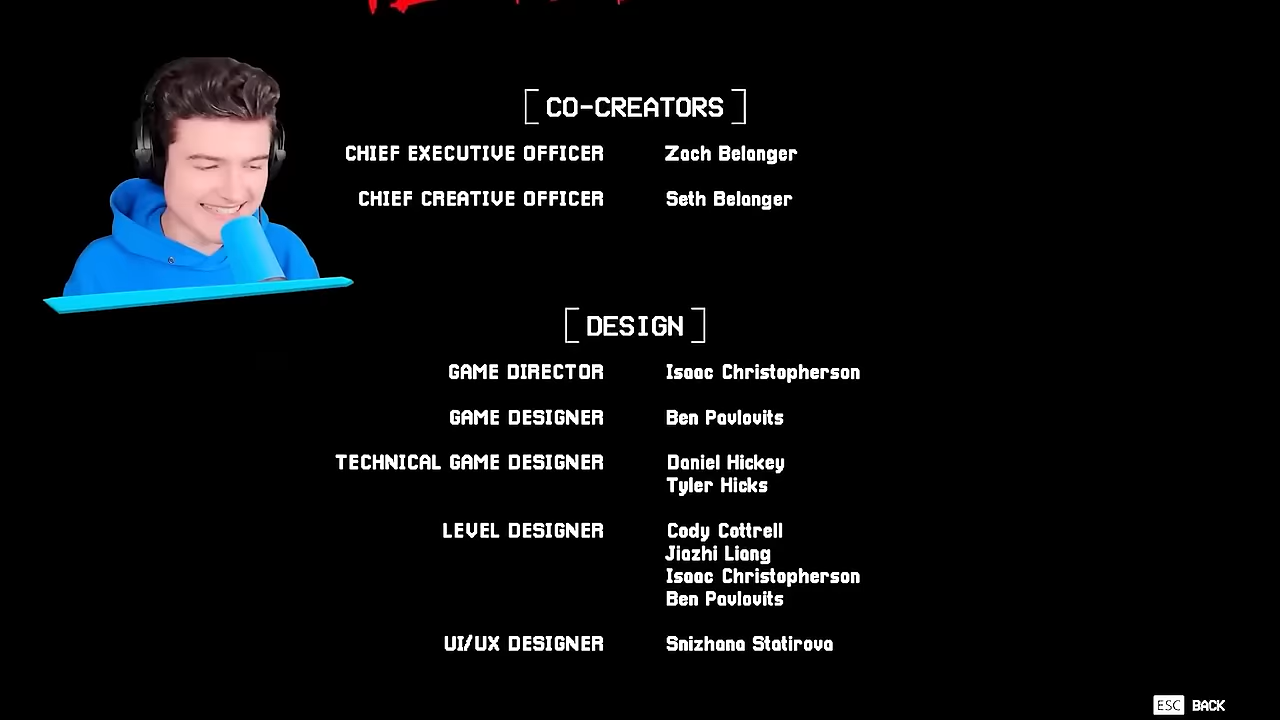 [ CO-CREATORS ]
CHIEF EXECUTIVE OFFICER Zach Belanger
CHIEF CREATIVE OFFICER Seth Belanger
[ DESIGN ]
GAME DIRECTOR Isaac Christopherson
GAME DESIGNER Ben Pavlovits
TECHNICAL GAME DESIGNER Daniel Hickey
Tyler Hicks
LEVEL DESIGNER Cody Cottrell
Jiazhi Liang
Isaac Christopherson
Ben Pavlovits
UI/UX DESIGNER Snizhana Statirova
ESC BACK